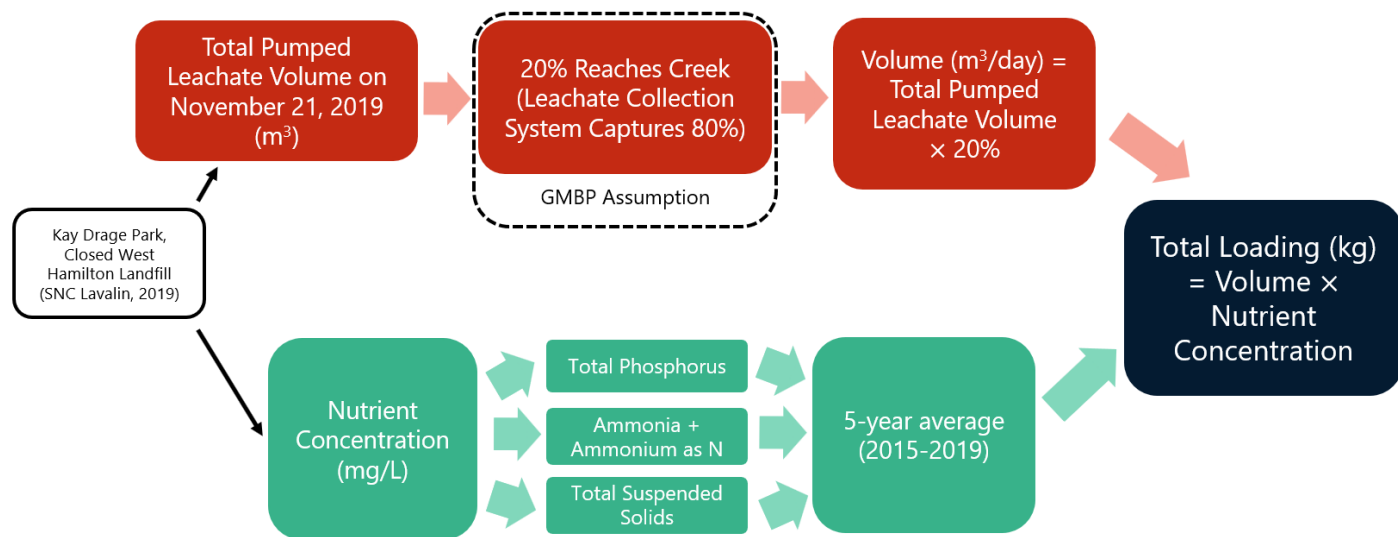 Total Pumped
Leachate Volume on
November 21, 2019
(m³)
20% Reaches Creek
(Leachate Collection
System Captures 80%)
GMBP Assumption
Volume (m³/day) =
Total Pumped
Leachate Volume
× 20%
Kay Drage Park,
Closed West
Hamilton Landfill
(SNC Lavalin, 2019)
Total Loading (kg)
= Volume ×
Nutrient
Concentration
Nutrient
Concentration
(mg/L)
Total Phosphorus
Ammonia +
Ammonium as N
Total Suspended
Solids
5-year average
(2015-2019)